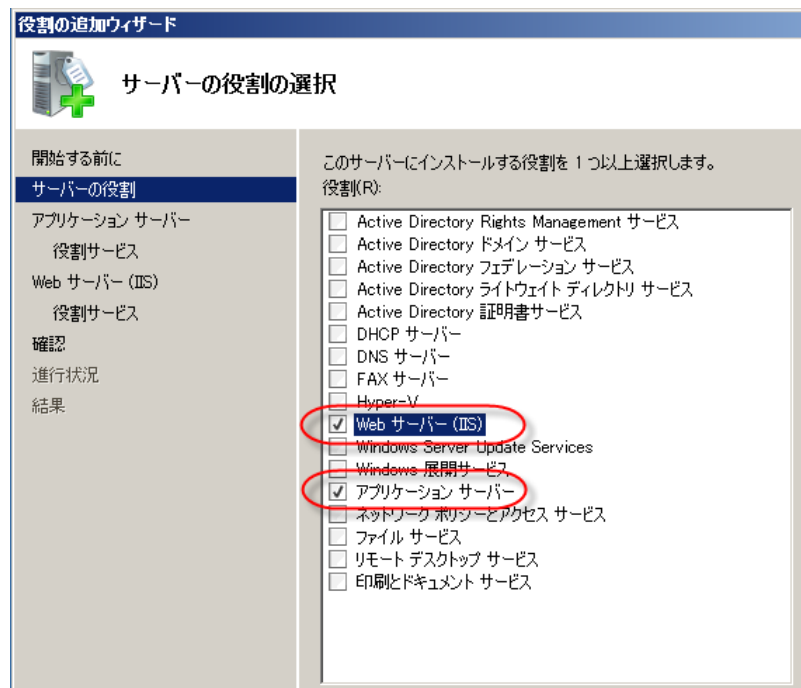 役割の追加ウィザード
サーバーの役割の選択
開始する前に
サーバーの役割
アプリケーション サーバー
役割サービス
Web サーバー (IIS)
役割サービス
確認
進行状況
結果
このサーバーにインストールする役割を 1 つ以上選択します。
役割(R):
Active Directory Rights Management サービス
Active Directory ドメイン サービス
Active Directory フェデレーション サービス
Active Directory ライトウェイト ディレクトリ サービス
Active Directory 証明書サービス
DHCP サーバー
DNS サーバー
FAX サーバー
Hyper-V
Web サーバー (IIS)
Windows Server Update Services
Windows 展開サービス
アプリケーション サーバー
ネットワーク ポリシーとアクセス サービス
ファイル サービス
リモート デスクトップ サービス
印刷とドキュメント サービス